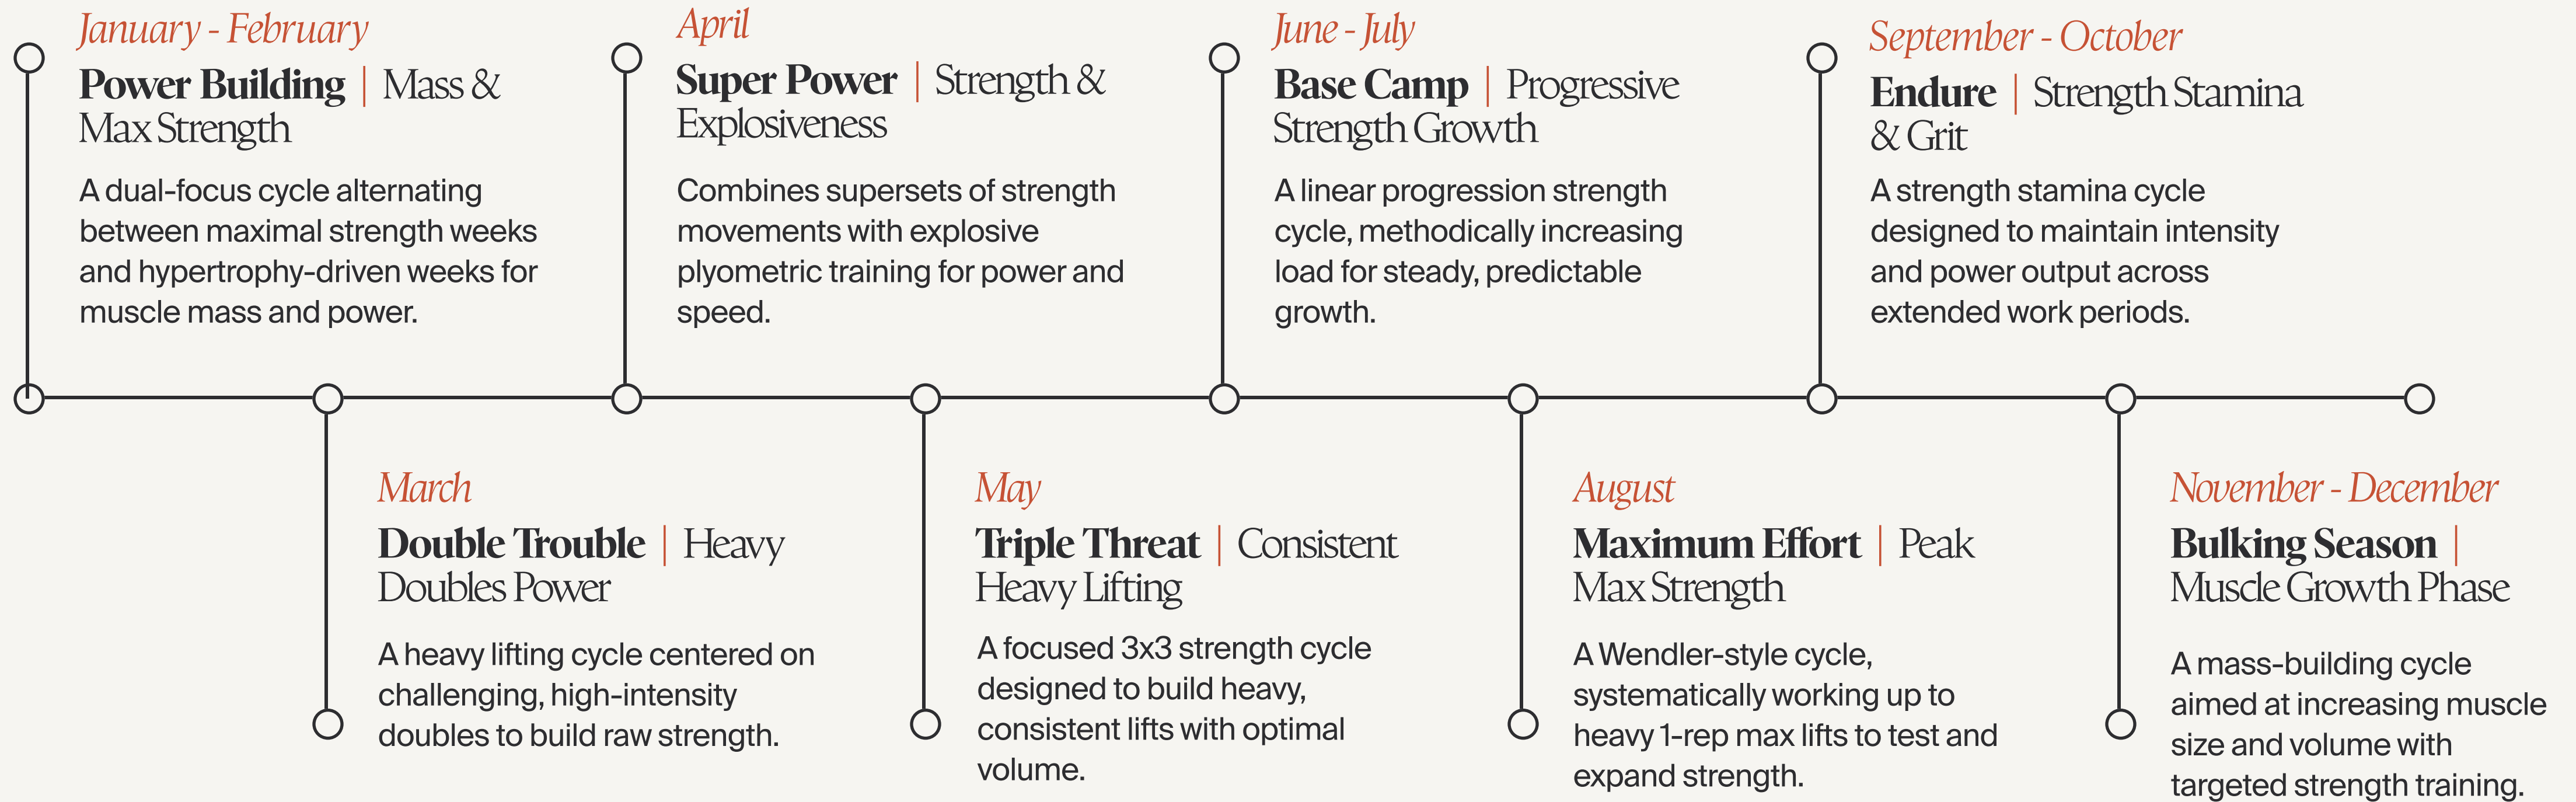 January - February
Power Building | Mass &
Max Strength
A dual-focus cycle alternating
between maximal strength weeks
and hypertrophy-driven weeks for
muscle mass and power.
March
Double Trouble | Heavy
Doubles Power
A heavy lifting cycle centered on
challenging, high-intensity
doubles to build raw strength.
April
Super Power | Strength &
Explosiveness
Combines supersets of strength
movements with explosive
plyometric training for power and
speed.
May
Triple Threat | Consistent
Heavy Lifting
A focused 3x3 strength cycle
designed to build heavy,
consistent lifts with optimal
volume.
June - July
Base Camp | Progressive
Strength Growth
A linear progression strength
cycle, methodically increasing
load for steady, predictable
growth.
August
Maximum Effort | Peak
Max Strength
A Wendler-style cycle,
systematically working up to
heavy 1-rep max lifts to test and
expand strength.
September - October
Endure | Strength Stamina
& Grit
A strength stamina cycle
designed to maintain intensity
and power output across
extended work periods.
November - December
Bulking Season |
Muscle Growth Phase
A mass-building cycle
aimed at increasing muscle
size and volume with
targeted strength training.